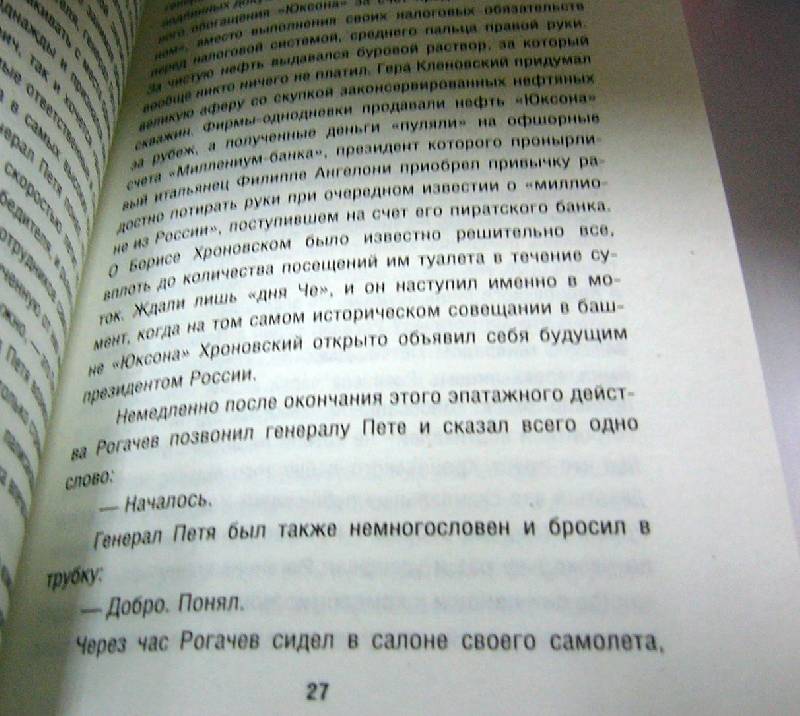 ного обогащения «Юксона» за счет
ном», вместо выполнения своих налоговых обязательств
перед налоговой системой, среднего пальца правой руки.
За чистую нефть выдавался буровой раствор, за который
вообще никто ничего не платил. Гера Кленовский придумал
великую аферу со скупкой законсервированных нефтяных
скважин. Фирмы-однодневки продавали нефть «Юксона»
за рубеж, а полученные деньги «пуляли» на офшорные
счета «Миллениум-банка», президент которого пронырли-
вый итальянец Филиппе Ангелони приобрел привычку ра-
достно потирать руки при очередном известии о «миллио-
не из России», поступившем на счет его пиратского банка.
О Борисе Хроновском было известно решительно все,
вплоть до количества посещений им туалета в течение су-
ток. Ждали лишь «дня Че», и он наступил именно в мо-
мент, когда на том самом историческом совещании в баш-
не «Юксона» Хроновский открыто объявил себя будущим
президентом России.
Немедленно после окончания этого эпатажного дейст-
ва Рогачев позвонил генералу Пете и сказал всего одно
слово:
— Началось.
Генерал Петя был также немногословен и бросил в
трубку:
— Добро. Понял.
Через час Рогачев сидел в салоне своего самолета,
27